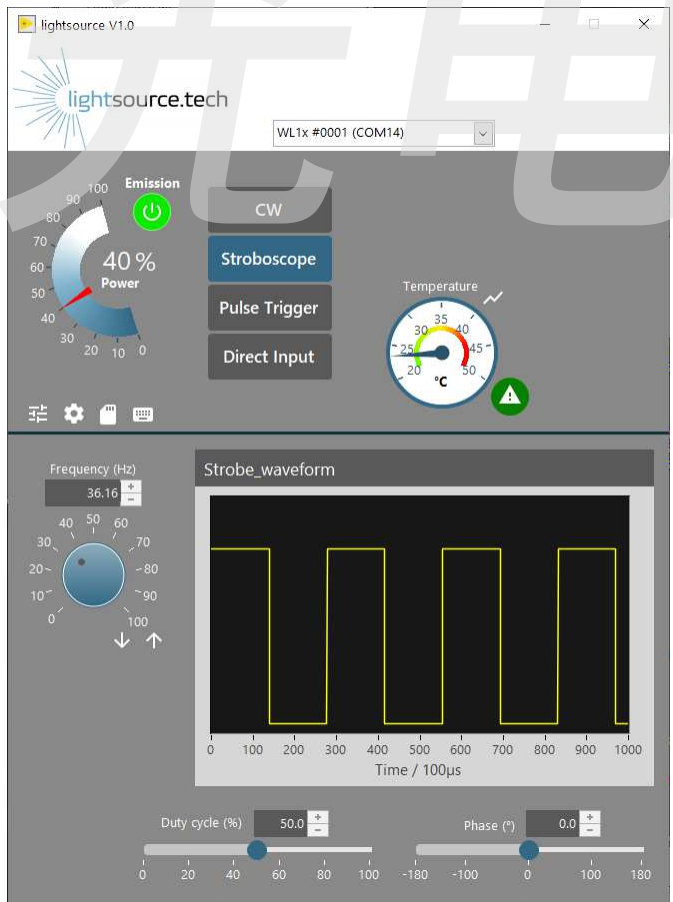 lightsource V1.0
lightsource.tech
WL1x #0001 (COM14)
Emission
100
90
80
70
60
50
40
30
20
10
0
40 %
Power
CW
Stroboscope
Pulse Trigger
Direct Input
Temperature
20
25
30
35
40
45
50
°C
Frequency (Hz)
36.16
0
10
20
30
40
50
60
70
80
90
100
Strobe_waveform
0 100 200 300 400 500 600 700 800 900 1000
Time / 100µs
Duty cycle (%) 50.0
0 20 40 60 80 100
Phase (°) 0.0
-180 -100 0 100 180
光电